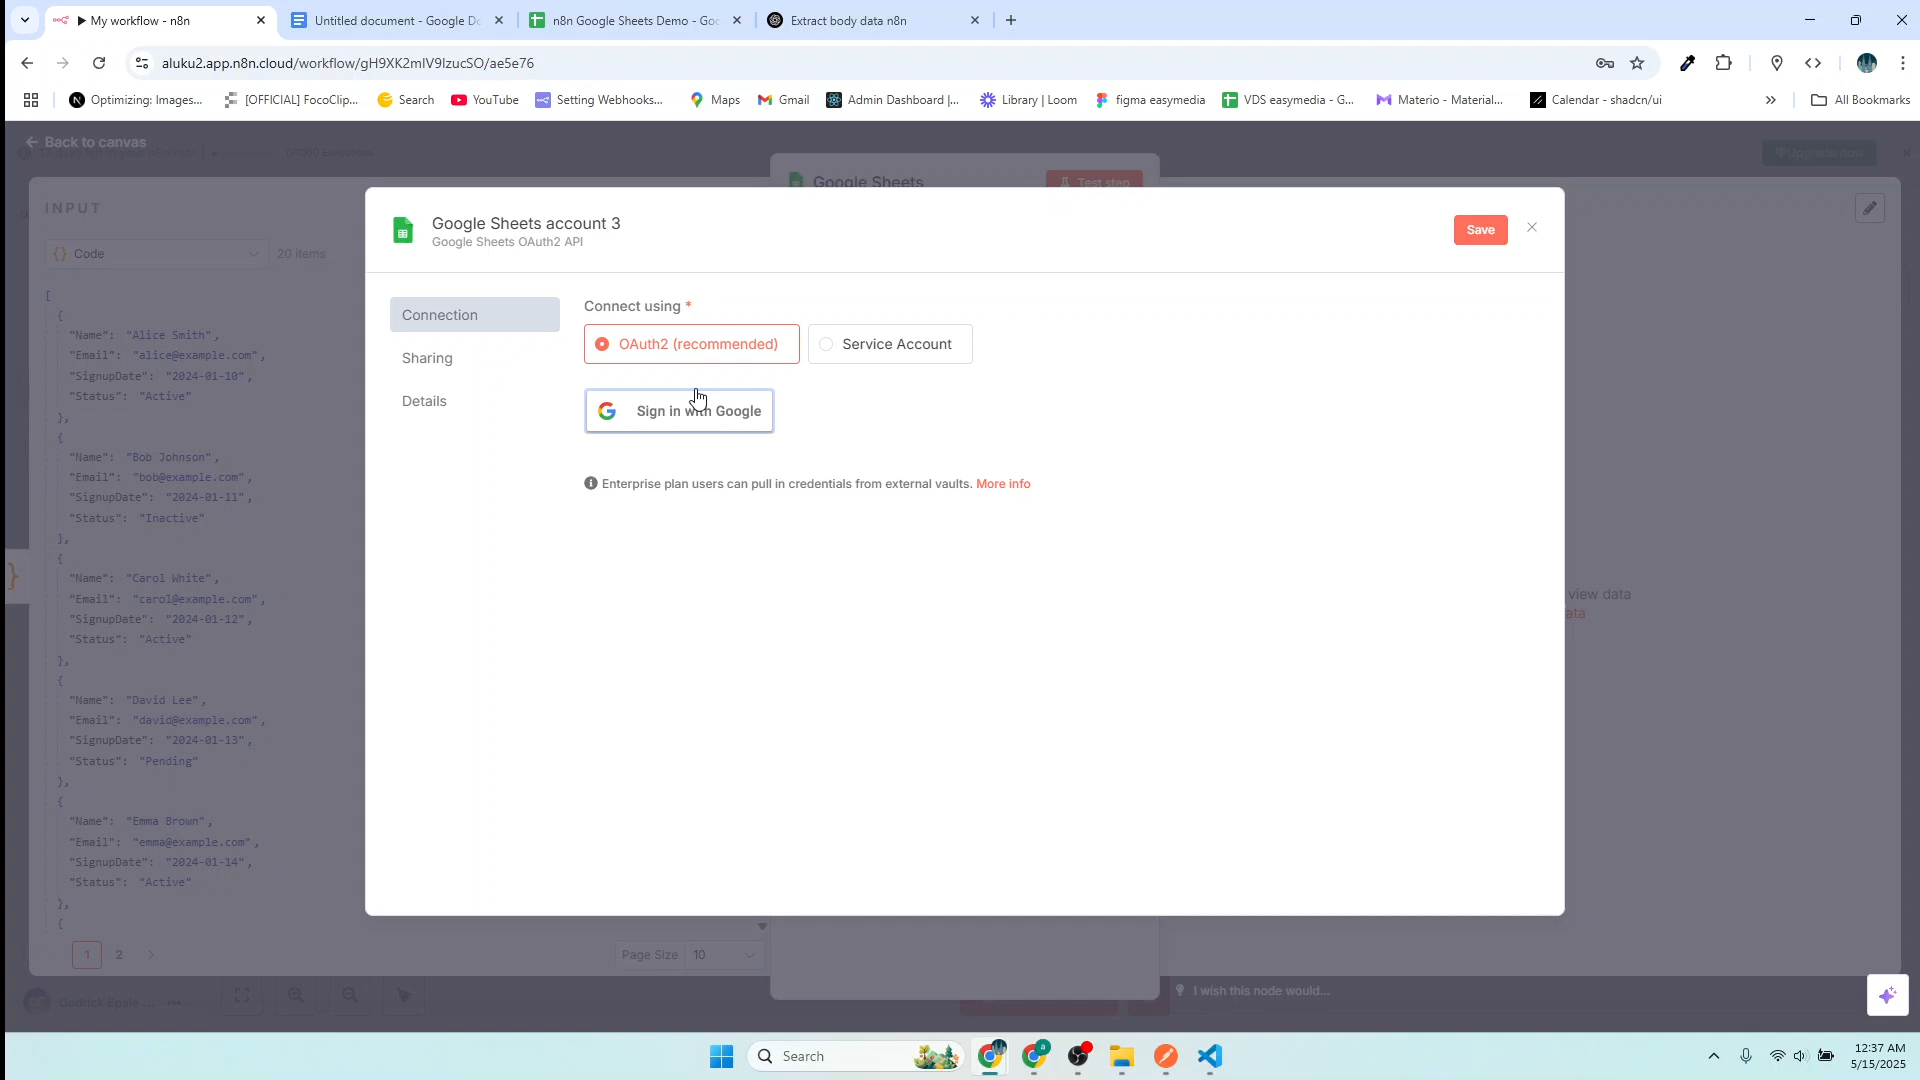 My workflow - n8n
Untitled document - Google Do
n8n Google Sheets Demo - Goo
Extract body data n8n
aluku2.app.n8n.cloud/workflow/gH9XK2mIV9IzucSO/ae5e76
Optimizing: Images...
[OFFICIAL] FocoClip...
Search
YouTube
Setting Webhooks...
Maps
Gmail
Admin Dashboard |...
Library | Loom
figma easymedia
VDS easymedia - G...
Materio - Material...
Calendar - shadcn/ui
All Bookmarks
Back to canvas
Upgrade now
Google Sheets
Test step
INPUT
Code
20 items
[
{
"Name": "Alice Smith",
"Email": "alice@example.com",
"SignupDate": "2024-01-10",
"Status": "Active"
},
{
"Name": "Bob Johnson",
"Email": "bob@example.com",
"SignupDate": "2024-01-11",
"Status": "Inactive"
},
{
"Name": "Carol White",
"Email": "carol@example.com",
"SignupDate": "2024-01-12",
"Status": "Active"
},
{
"Name": "David Lee",
"Email": "david@example.com",
"SignupDate": "2024-01-13",
"Status": "Pending"
},
{
"Name": "Emma Brown",
"Email": "emma@example.com",
"SignupDate": "2024-01-14",
"Status": "Active"
},
{
1
2
Page Size
10
Google Sheets account 3
Google Sheets OAuth2 API
Save
Connection
Sharing
Details
Connect using *
OAuth2 (recommended)
Service Account
Sign in with Google
Enterprise plan users can pull in credentials from external vaults. More info
view data
ata
I wish this node would...
Search
12:37 AM
5/15/2025